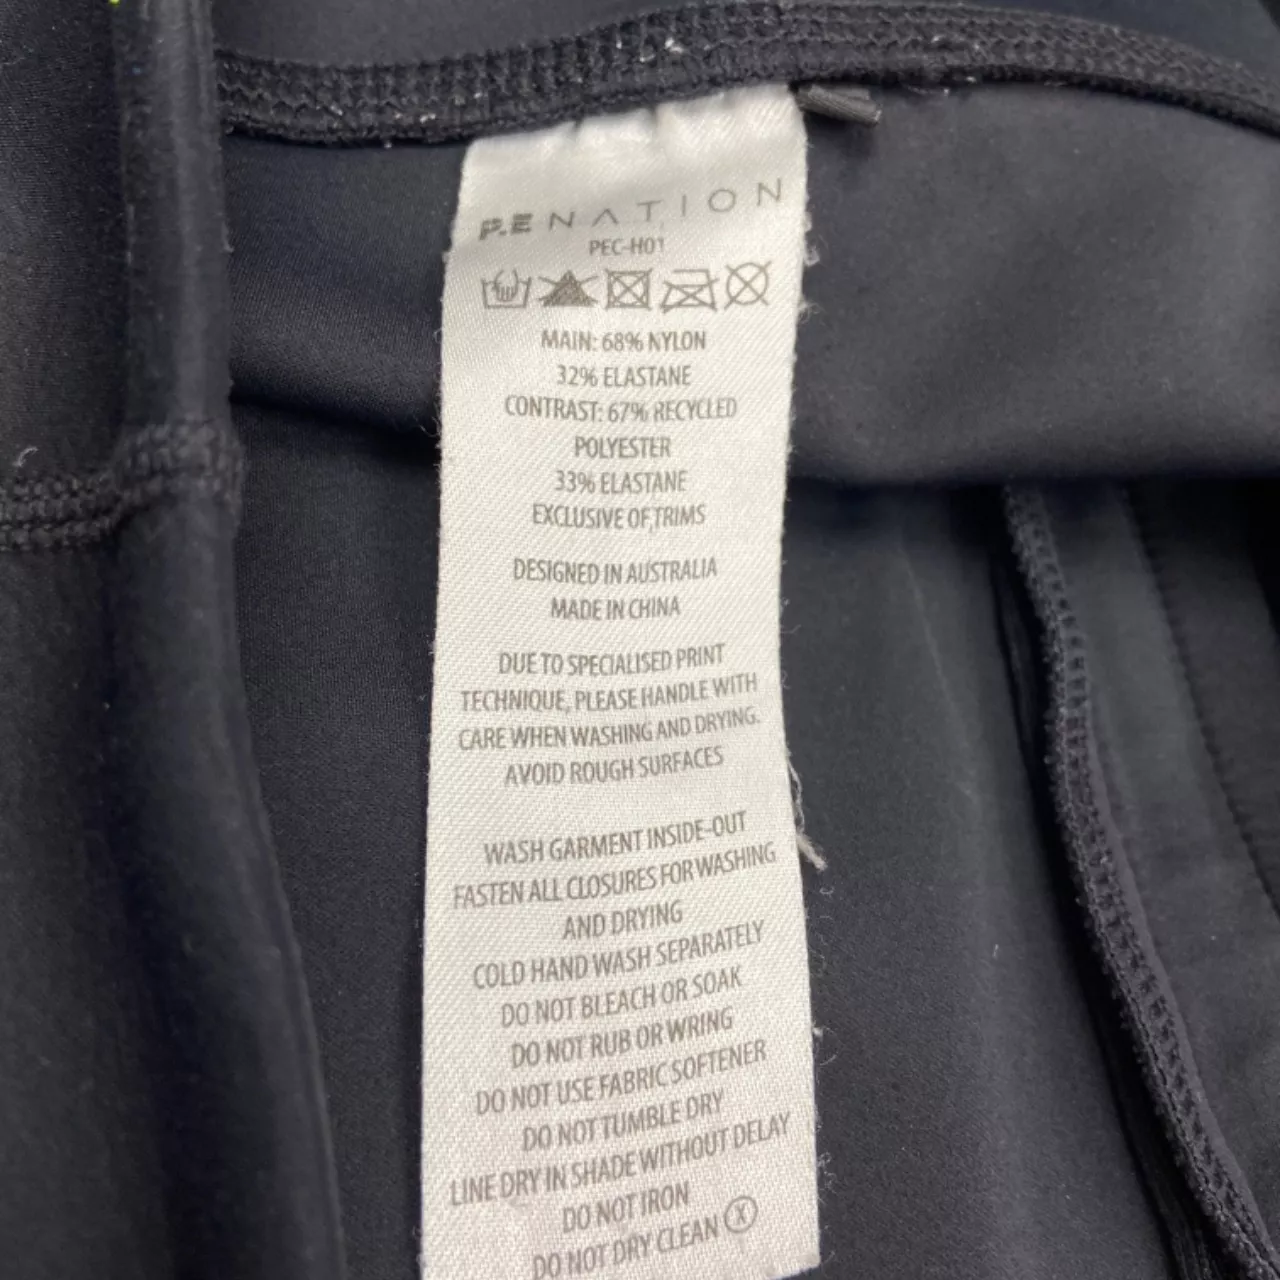 P.E NATION
PEC-H01
MAIN: 68% NYLON
32% ELASTANE
CONTRAST: 67% RECYCLED
POLYESTER
33% ELASTANE
EXCLUSIVE OF TRIMS
DESIGNED IN AUSTRALIA
MADE IN CHINA
DUE TO SPECIALISED PRINT
TECHNIQUE, PLEASE HANDLE WITH
CARE WHEN WASHING AND DRYING.
AVOID ROUGH SURFACES
WASH GARMENT INSIDE-OUT
FASTEN ALL CLOSURES FOR WASHING
AND DRYING
COLD HAND WASH SEPARATELY
DO NOT BLEACH OR SOAK
DO NOT RUB OR WRING
DO NOT USE FABRIC SOFTENER
DO NOT TUMBLE DRY
LINE DRY IN SHADE WITHOUT DELAY
DO NOT IRON
DO NOT DRY CLEAN X